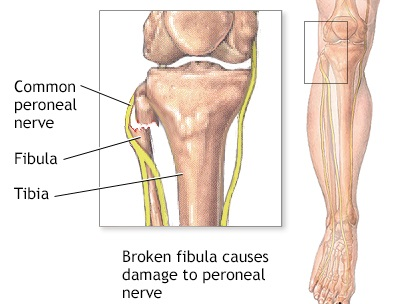 Common
peroneal
nerve
Fibula
Tibia
Broken fibula causes
damage to peroneal
nerve